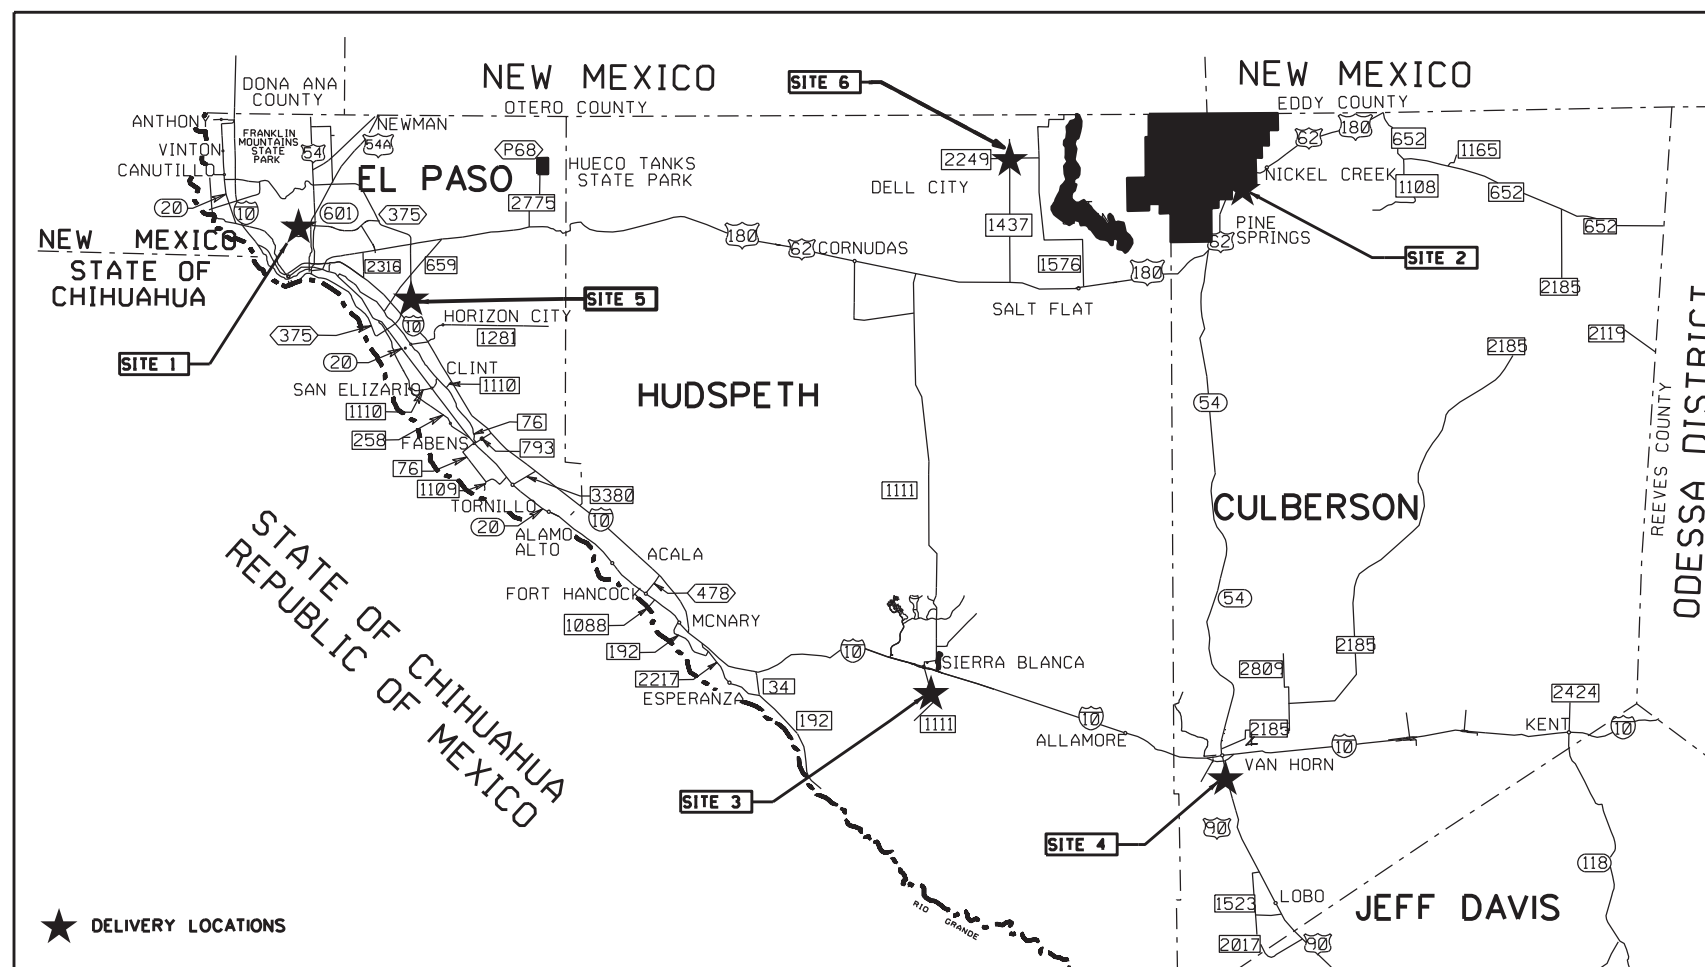 NEW MEXICO
OTERO COUNTY
NEW MEXICO
EDDY COUNTY
DONA ANA
COUNTY
SITE 6
ANTHONY
VINTON
CANUTILLO
FRANKLIN
MOUNTAINS
STATE
PARK
54
54A
NEWMAN
EL PASO
P68
HUECO TANKS
STATE PARK
2775
2249
DELL CITY
1437
1576
62
180
652
1165
NICKEL CREEK
1108
652
652
PINE
SPRINGS
62
SITE 2
2185
20
10
601
375
NEW MEXICO
STATE OF
CHIHUAHUA
2316
659
180
62
CORNUDAS
180
SALT FLAT
SITE 5
10
HORIZON CITY
1281
375
SITE 1
20
CLINT
SAN ELIZARIO
1110
1110
258
FABENS
76
793
76
1109
TORNILLO
3380
20
ALAMO
ALTO
10
ACALA
FORT HANCOCK
478
1088
MCNARY
192
2217
ESPERANZA
34
192
HUDSPETH
1111
10
SIERRA BLANCA
1111
SITE 3
10
ALLAMORE
54
CULBERSON
54
2185
2119
REEVES COUNTY
ODESSA DISTRICT
2185
2809
2185
VAN HORN
10
2424
KENT
10
SITE 4
90
118
1523
LOBO
2017
90
JEFF DAVIS
STATE OF CHIHUAHUA
REPUBLIC OF MEXICO
RIO GRANDE
DELIVERY LOCATIONS